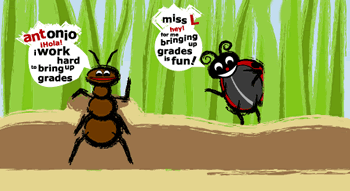 antonio
¡Hola!
i work
hard
to bring up
grades
miss L
hey!
for me
bringing
up
grades
is fun!